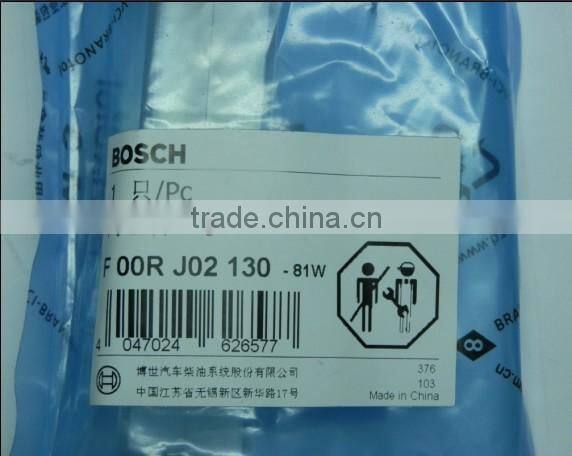 BOSCH
1 只/Pc
trade.china.cn
F 00R J02 130 - 81W
4 047024 626577
博世汽车柴油系统股份有限公司
中国江苏省无锡新区新华路17号
376
103
Made in China